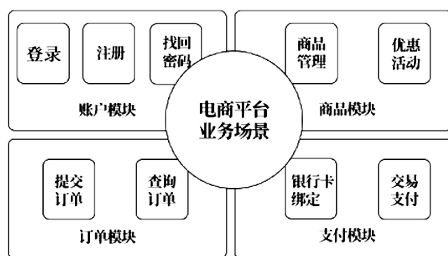 登录
注册
找回
密码
账户模块
商品
管理
优惠
活动
商品模块
电商平台
业务场景
提交
订单
查询
订单
订单模块
银行卡
绑定
交易
支付
支付模块